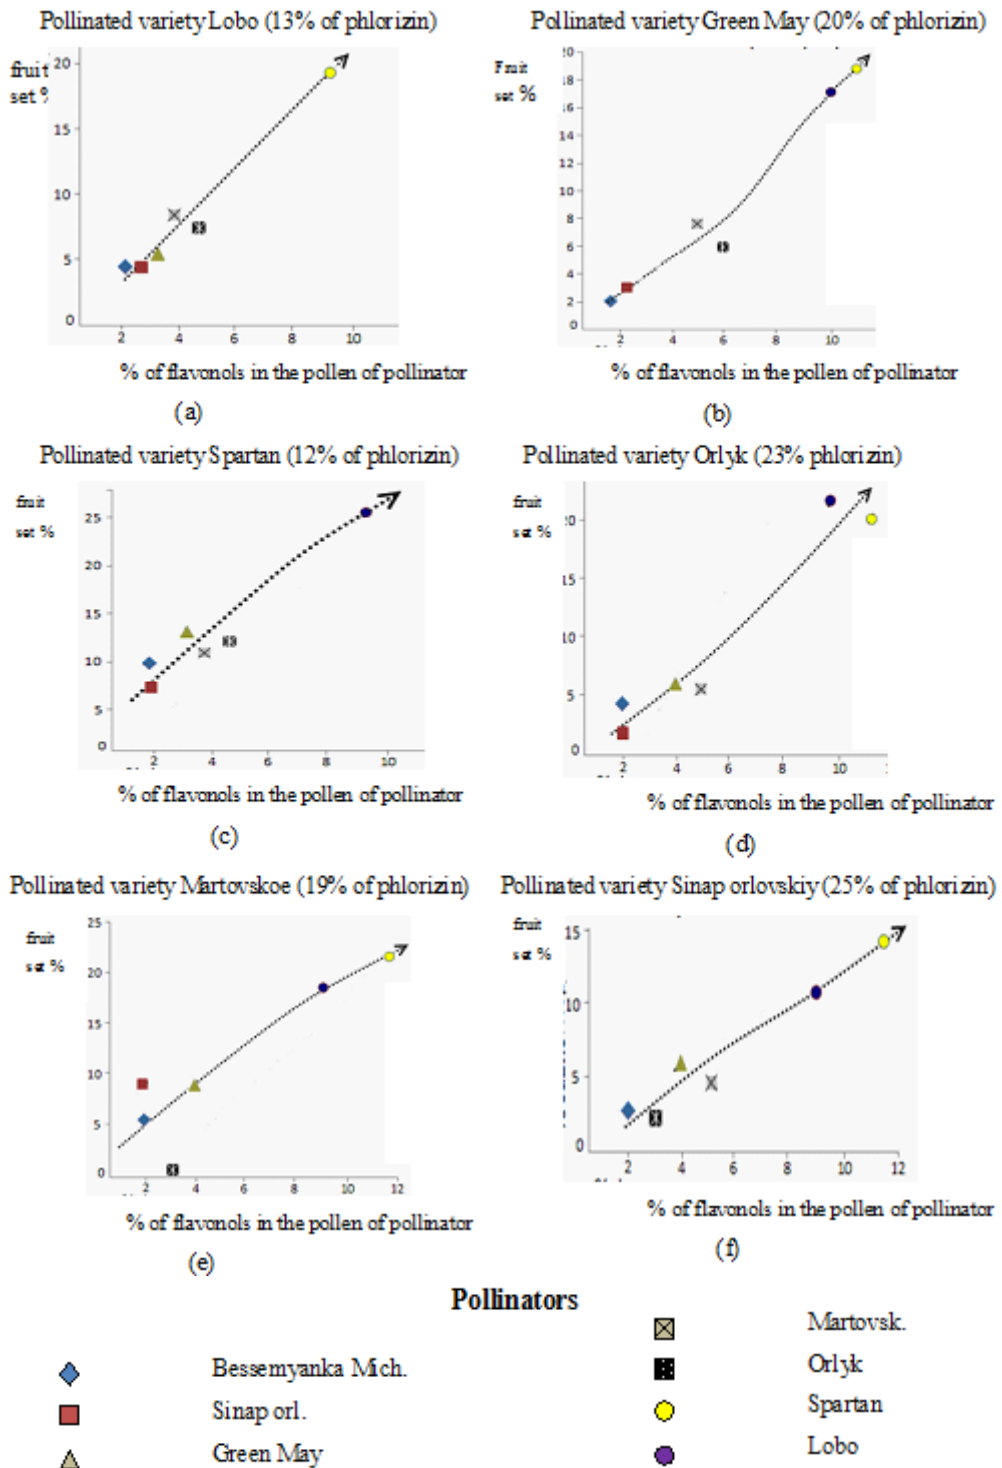 Pollinated variety Lobo (13% of phlorizin)
fruit
set %
20
15
10
5
0
2 4 6 8 10
% of flavonols in the pollen of pollinator
(a)
Pollinated variety Green May (20% of phlorizin)
Fruit
set %
20
18
16
14
12
10
8
6
4
2
0
2 4 6 8 10
% of flavonols in the pollen of pollinator
(b)
Pollinated variety Spartan (12% of phlorizin)
fruit
set %
25
20
15
10
5
0
2 4 6 8 10
% of flavonols in the pollen of pollinator
(c)
Pollinated variety Orlyk (23% phlorizin)
fruit
set %
20
15
10
5
0
2 4 6 8 10
% of flavonols in the pollen of pollinator
(d)
Pollinated variety Martovskoe (19% of phlorizin)
fruit
set %
25
20
15
10
5
0
2 4 6 8 10 12
% of flavonols in the pollen of pollinator
(e)
Pollinated variety Sinap orlovskiy (25% of phlorizin)
fruit
set %
15
10
5
0
2 4 6 8 10 12
% of flavonols in the pollen of pollinator
(f)
Pollinators
Bessemyanka Mich.
Sinap orl.
Green May
Martovsk.
Orlyk
Spartan
Lobo